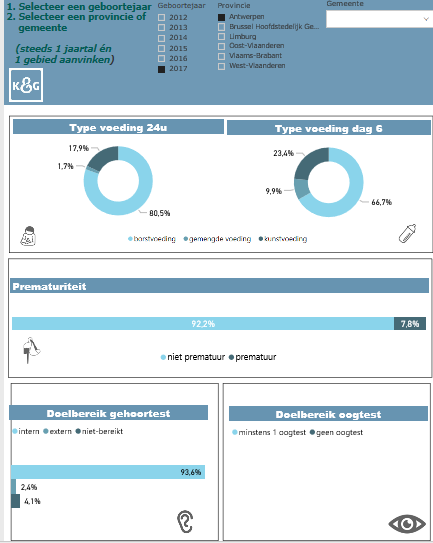 1. Selecteer een geboortejaar
2. Selecteer een provincie of
gemeente
(steeds 1 jaartal én
1 gebied aanvinken)
K&G
Geboortejaar
2012
2013
2014
2015
2016
2017
Provincie
Antwerpen
Brussel Hoofdstedelijk Ge...
Limburg
Oost-Vlaanderen
Vlaams-Brabant
West-Vlaanderen
Gemeente
Type voeding 24u
17,9%
1,7%
80,5%
Type voeding dag 6
23,4%
9,9%
66,7%
borstvoeding gemengde voeding kunstvoeding
Prematuriteit
92,2% 7,8%
niet prematuur prematuur
Doelbereik gehoortest
intern extern niet-bereikt
93,6%
2,4%
4,1%
Doelbereik oogtest
minstens 1 oogtest geen oogtest